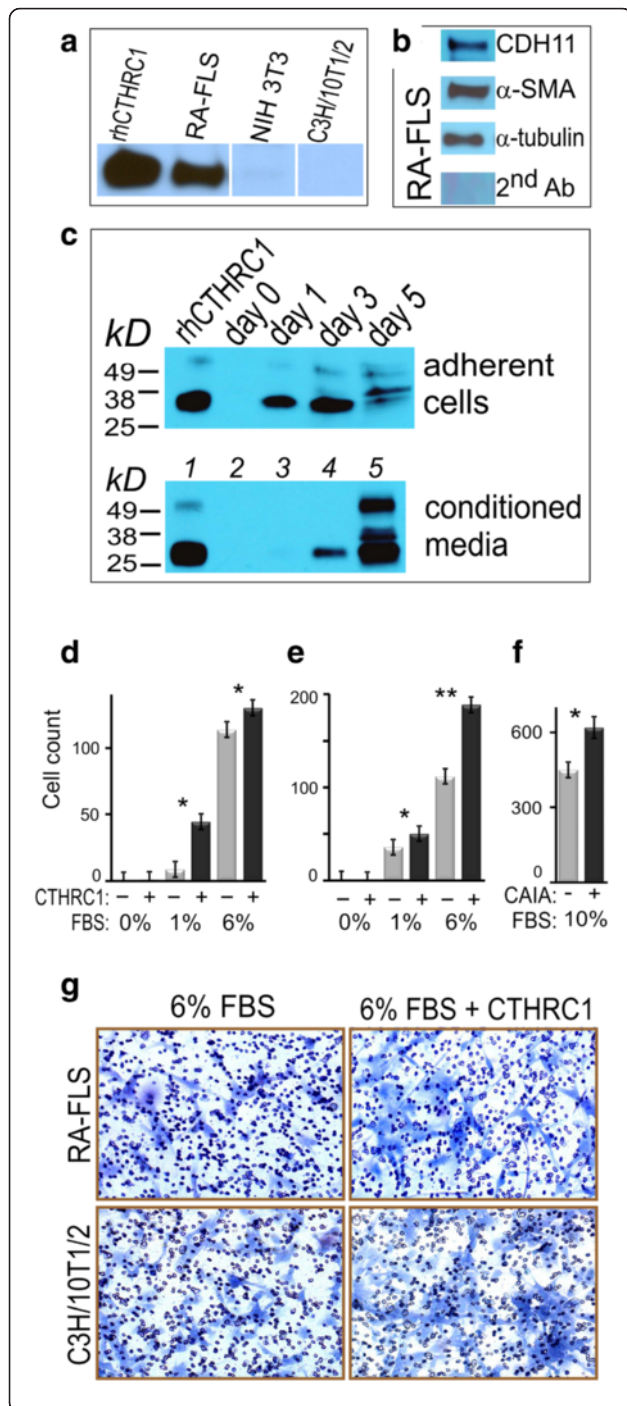 a
rhCTHRC1 RA-FLS NIH 3T3 C3H/10T1/2
b
RA-FLS
CDH11
α-SMA
α-tubulin
2nd Ab
c
kD rhCTHRC1 day 0 day 1 day 3 day 5
49
38
25
adherent
cells
kD 1 2 3 4 5
49
38
25
conditioned
media
d
Cell count
100
50
0
* *
CTHRC1: – + – + – +
FBS: 0% 1% 6%
e
200
100
0
* **
– + – + – +
0% 1% 6%
f
600
300
0
*
CAIA: - +
FBS: 10%
g
6% FBS 6% FBS + CTHRC1
RA-FLS
C3H/10T1/2